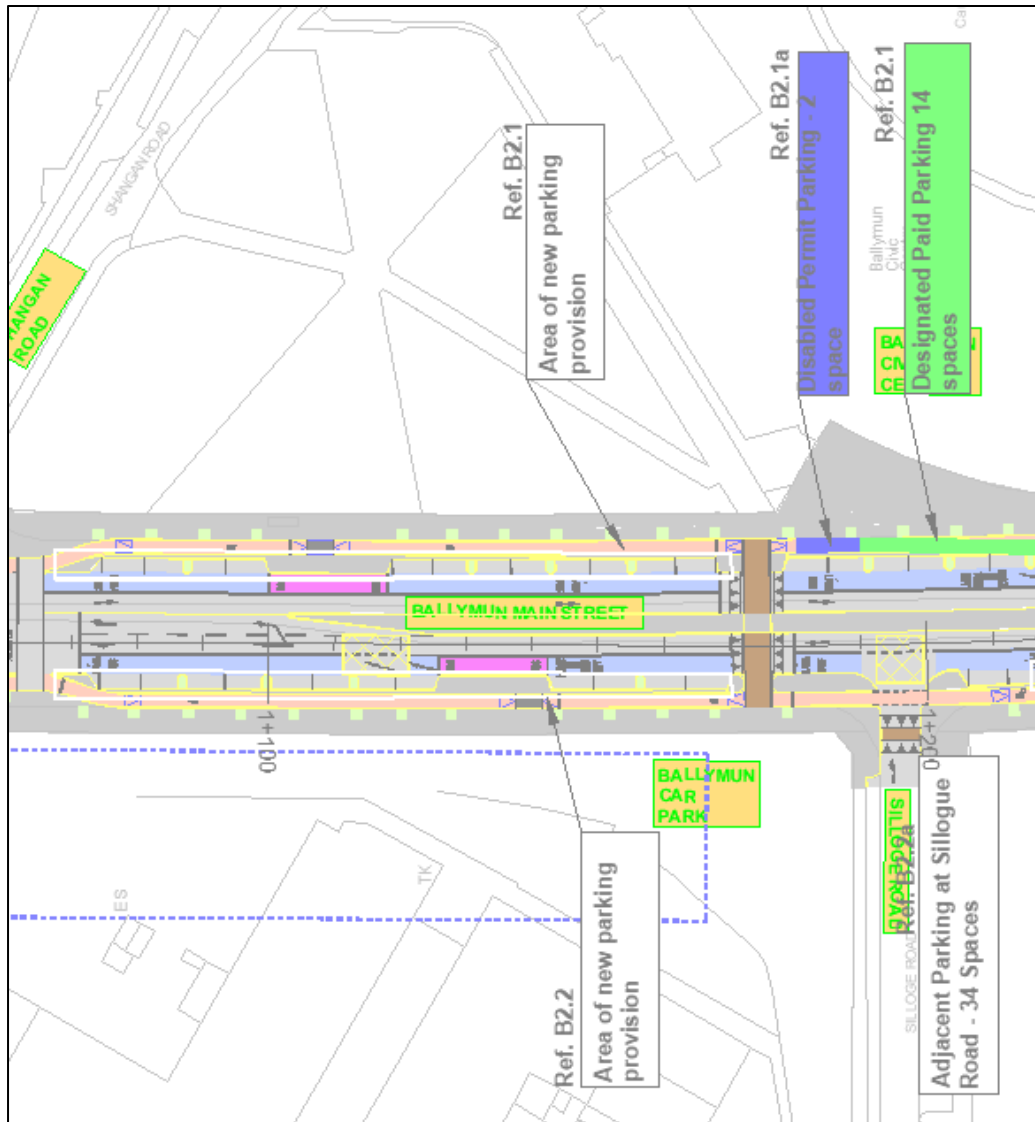 Ca
SHANGAN ROAD
HANGAN
ROAD
Ref. B2.1
Area of new parking
provision
Ref. B2.1a
Disabled Permit Parking - 2
space
Ref. B2.1
Designated Paid Parking 14
spaces
Ballymun
Civic
BALLYMUN MAIN STREET
1+100
1+200
BALLYMUN
CAR
PARK
SILLOGE ROAD
SILLOGE ROAD
Ref. B2.2a
Adjacent Parking at Sillogue
Road - 34 Spaces
Ref. B2.2
Area of new parking
provision
ES
TK